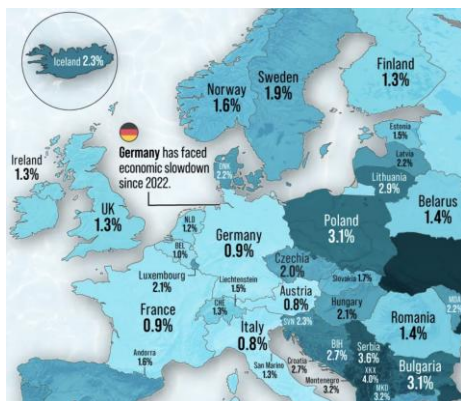 Iceland 2.3%
Finland
1.3%
Norway
1.6%
Sweden
1.9%
Germany has faced
economic slowdown
since 2022.
Estonia
1.5%
Latvia
2.2%
Lithuania
2.9%
DNK
2.2%
Ireland
1.3%
UK
1.3%
Belarus
1.4%
NLD
1.2%
BEL
1.0%
Germany
0.9%
Poland
3.1%
Luxembourg
2.1%
Czechia
2.0%
Slovakia 1.7%
Liechtenstein
1.5%
Austria
0.8%
Hungary
2.1%
MDA
2.2%
France
0.9%
CHE
1.3%
SVN 2.3%
Romania
1.4%
Italy
0.8%
Andorra
1.6%
San Marino
1.3%
Croatia
2.7%
BIH
2.7%
Serbia
3.6%
Montenegro
3.2%
XKX
4.0%
MKD
3.2%
Bulgaria
3.1%